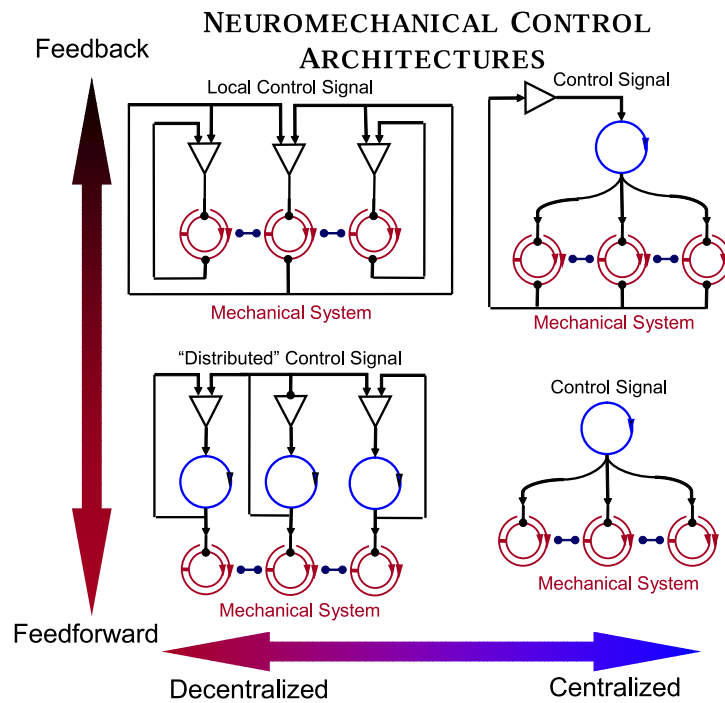 NEUROMECHANICAL CONTROL
ARCHITECTURES
Feedback
Local Control Signal
Control Signal
Mechanical System
Mechanical System
“Distributed” Control Signal
Control Signal
Mechanical System
Mechanical System
Feedforward
Decentralized
Centralized